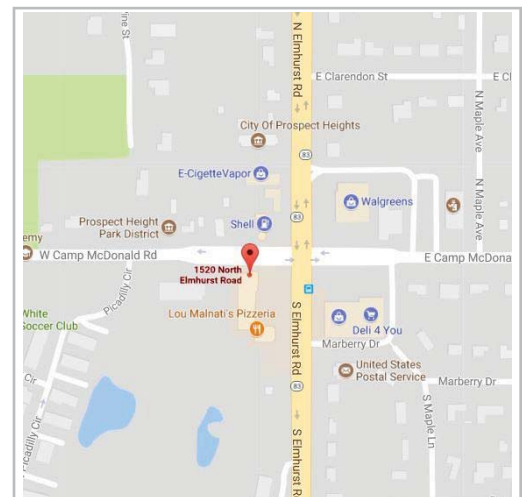 ine St
N Elmhurst Rd
E Clarendon St
E Cl
N Maple Ave
City Of Prospect Heights
83
E-CigetteVapor
Walgreens
N Maple Ave
Prospect Height
Park District
Shell
83
emy
W Camp McDonald Rd
E Camp McDona
1520 North
Elmhurst Road
Picadilly Cir
White
Soccer Club
Lou Malnati's Pizzeria
S Elmhurst Rd
Deli 4 You
Marberry Dr
United States
Postal Service
Marberry Dr
Cir
83
S Maple Ln
Picadilly Cir
S Elmhurst R